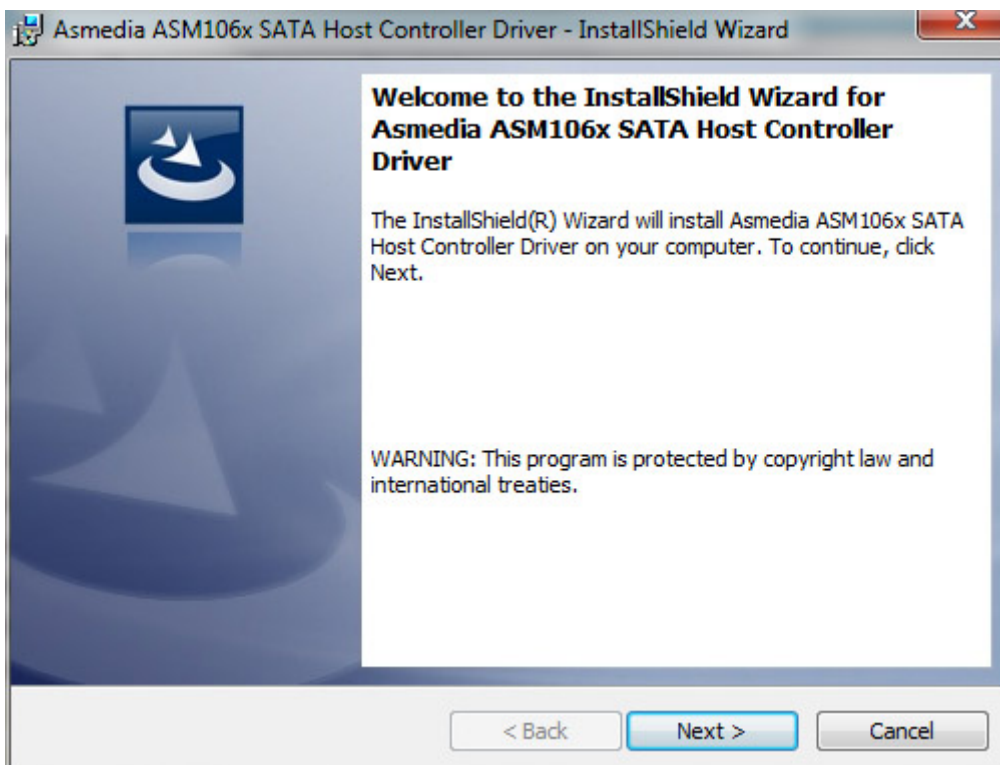 Asmedia ASM106x SATA Host Controller Driver - InstallShield Wizard
Welcome to the InstallShield Wizard for
Asmedia ASM106x SATA Host Controller
Driver
The InstallShield(R) Wizard will install Asmedia ASM106x SATA
Host Controller Driver on your computer. To continue, click
Next.
WARNING: This program is protected by copyright law and
international treaties.
< Back
Next >
Cancel